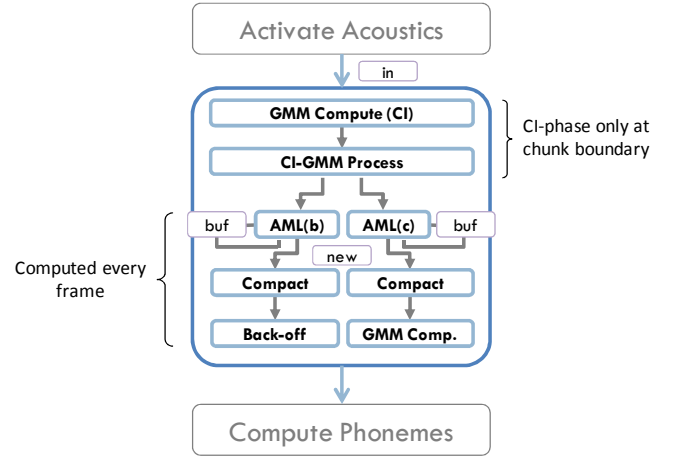 Activate Acoustics
in
GMM Compute (CI)
CI-GMM Process
CI-phase only at
chunk boundary
buf
AML(b)
AML(c)
buf
new
Computed every
frame
Compact
Compact
Back-off
GMM Comp.
Compute Phonemes